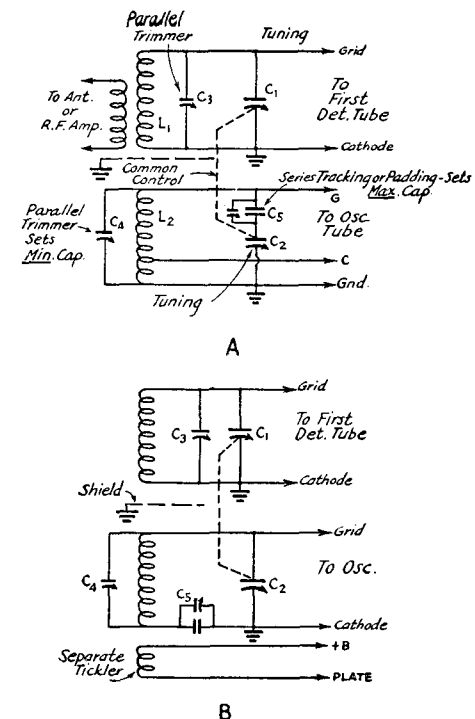 Parallel
Trimmer
Tuning
Grid
C3
C1
To Ant.
or
R.F. Amp.
L1
To
First
Det. Tube
Cathode
Common
Control
Series Tracking or Padding-Sets
Max. Cap.
G
C4
L2
C5
To Osc
Tube
Parallel
Trimmer
Sets
Min. Cap.
C2
C
Tuning
Gnd.
A
Grid
C3
C1
To First
Det. Tube
Cathode
Shield
Grid
C4
C2
To Osc.
C5
Cathode
+B
Separate
Tickler
PLATE
B